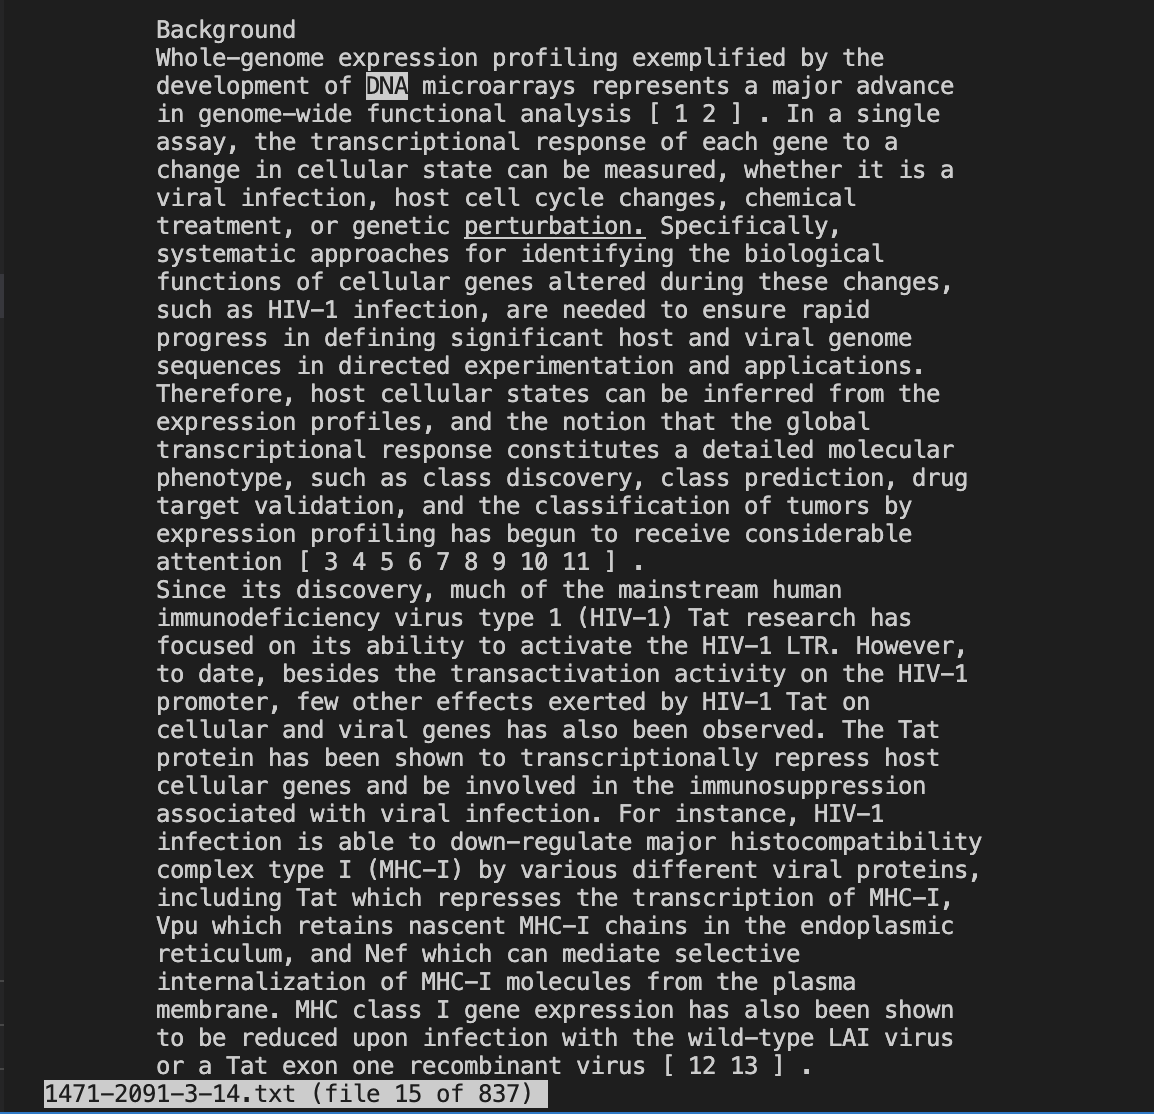 Background
Whole-genome expression profiling exemplified by the
development of DNA microarrays represents a major advance
in genome-wide functional analysis [ 1 2 ] . In a single
assay, the transcriptional response of each gene to a
change in cellular state can be measured, whether it is a
viral infection, host cell cycle changes, chemical
treatment, or genetic perturbation. Specifically,
systematic approaches for identifying the biological
functions of cellular genes altered during these changes,
such as HIV-1 infection, are needed to ensure rapid
progress in defining significant host and viral genome
sequences in directed experimentation and applications.
Therefore, host cellular states can be inferred from the
expression profiles, and the notion that the global
transcriptional response constitutes a detailed molecular
phenotype, such as class discovery, class prediction, drug
target validation, and the classification of tumors by
expression profiling has begun to receive considerable
attention [ 3 4 5 6 7 8 9 10 11 ] .
Since its discovery, much of the mainstream human
immunodeficiency virus type 1 (HIV-1) Tat research has
focused on its ability to activate the HIV-1 LTR. However,
to date, besides the transactivation activity on the HIV-1
promoter, few other effects exerted by HIV-1 Tat on
cellular and viral genes has also been observed. The Tat
protein has been shown to transcriptionally repress host
cellular genes and be involved in the immunosuppression
associated with viral infection. For instance, HIV-1
infection is able to down-regulate major histocompatibility
complex type I (MHC-I) by various different viral proteins,
including Tat which represses the transcription of MHC-I,
Vpu which retains nascent MHC-I chains in the endoplasmic
reticulum, and Nef which can mediate selective
internalization of MHC-I molecules from the plasma
membrane. MHC class I gene expression has also been shown
to be reduced upon infection with the wild-type LAI virus
or a Tat exon one recombinant virus [ 12 13 ] .
1471-2091-3-14.txt (file 15 of 837)